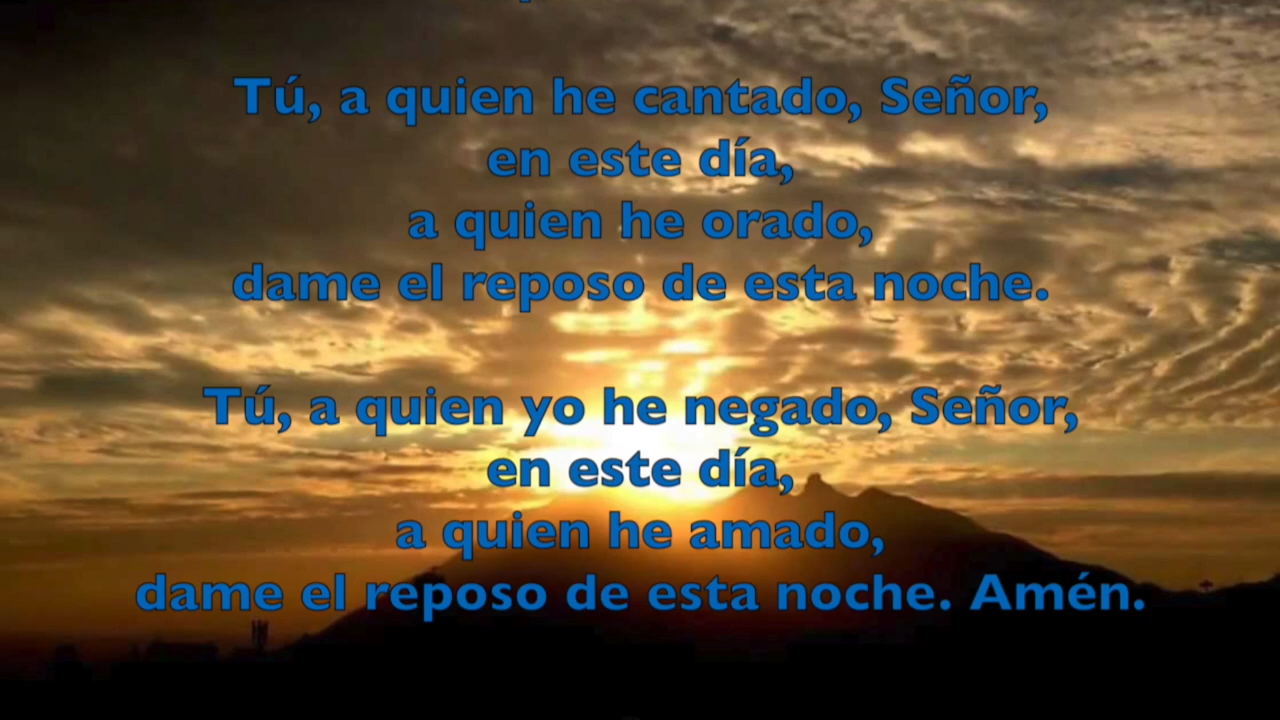 Tú, a quien he cantado, Señor,
en este día,
a quien he orado,
dame el reposo de esta noche.
Tú, a quien yo he negado, Señor,
en este día,
a quien he amado,
dame el reposo de esta noche. Amén.